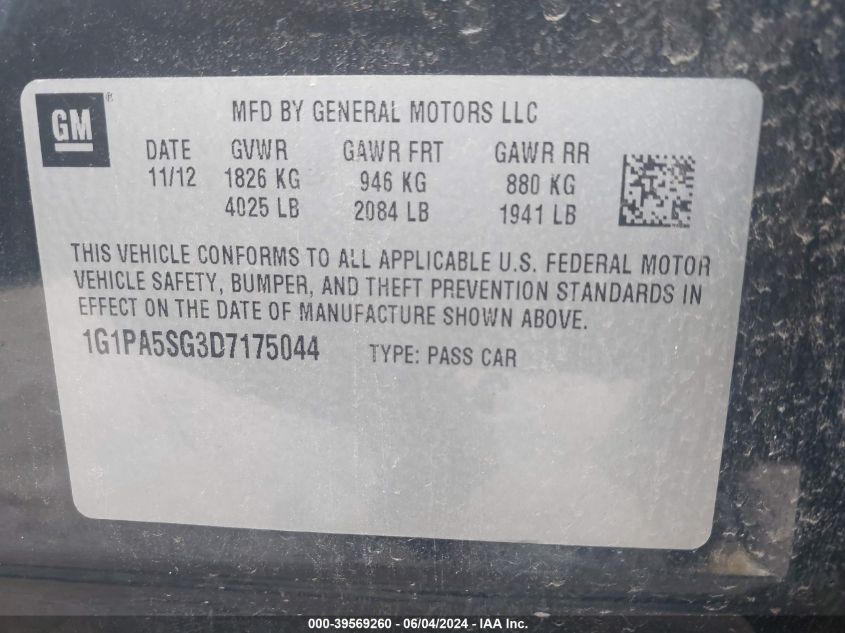 GM®
MFD BY GENERAL MOTORS LLC
DATE GVWR GAWR FRT GAWR RR
11/12 1826 KG 946 KG 880 KG
4025 LB 2084 LB 1941 LB
THIS VEHICLE CONFORMS TO ALL APPLICABLE U.S. FEDERAL MOTOR
VEHICLE SAFETY, BUMPER, AND THEFT PREVENTION STANDARDS IN
EFFECT ON THE DATE OF MANUFACTURE SHOWN ABOVE.
1G1PA5SG3D7175044 TYPE: PASS CAR
000-39569260 - 06/04/2024 - IAA Inc.